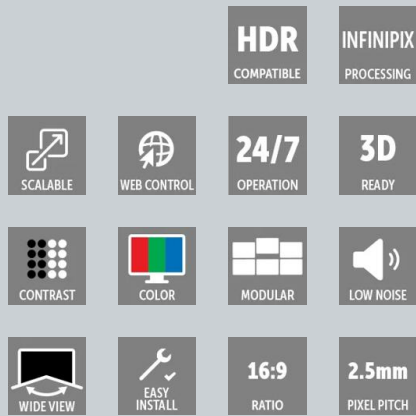 HDR
COMPATIBLE
INFINIPIX
PROCESSING
SCALABLE
WEB CONTROL
24/7
OPERATION
3D
READY
CONTRAST
COLOR
MODULAR
LOW NOISE
WIDE VIEW
EASY
INSTALL
16:9
RATIO
2.5mm
PIXEL PITCH